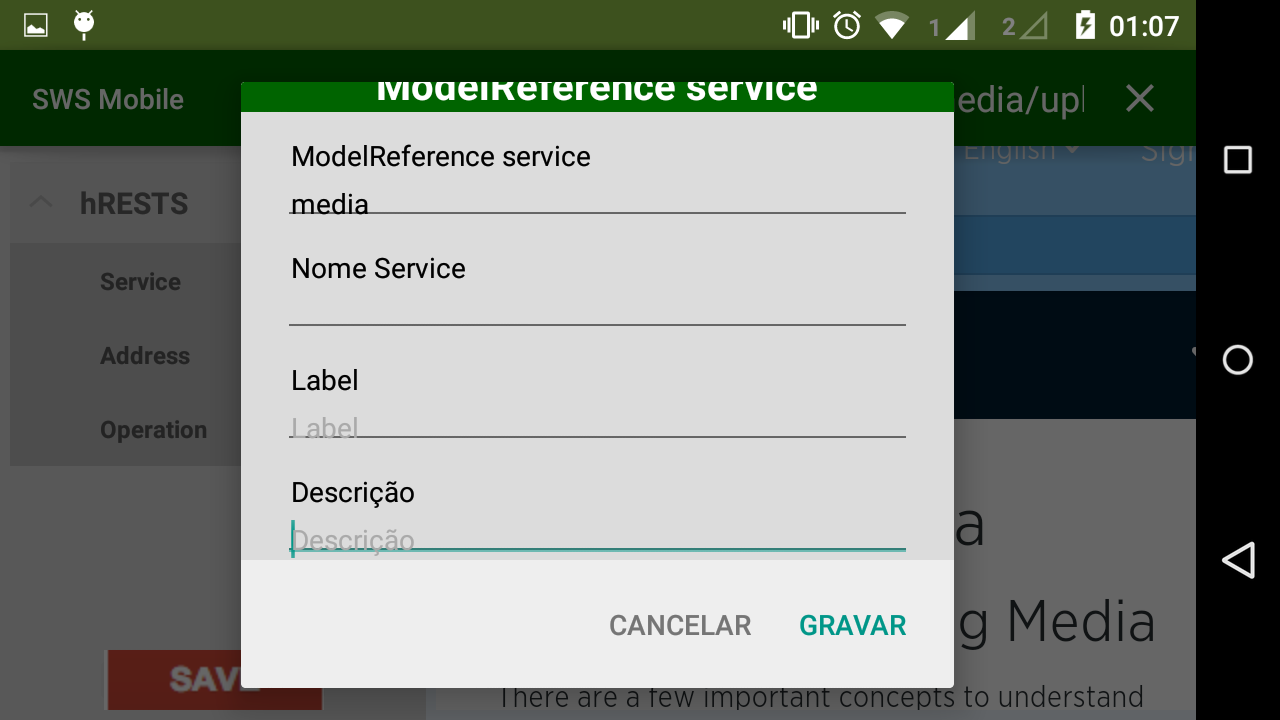 1 2 01:07
SWS Mobile
edia/upl
ModelReference service
English
hRESTS
ModelReference service
media
Service
Nome Service
Address
Label
Label
Operation
Descrição
Descrição
a
g Media
CANCELAR GRAVAR
SAVE
There are a few important concepts to understand